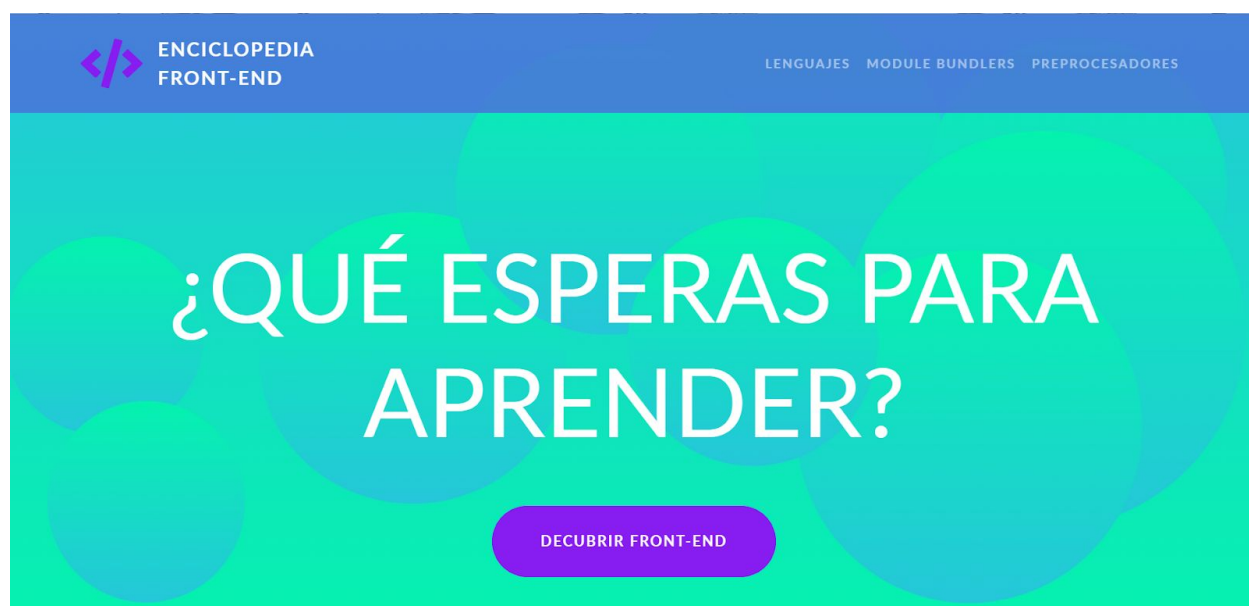 ENCICLOPEDIA
FRONT-END
LENGUAJES MODULE BUNDLERS PREPROCESADORES
¿QUÉ ESPERAS PARA
APRENDER?
DECUBRIR FRONT-END